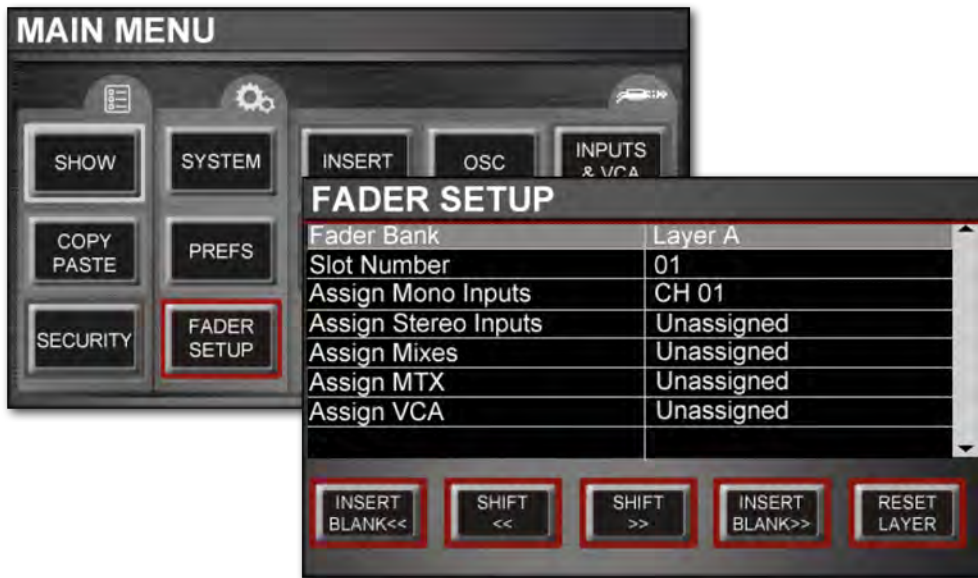 MAIN MENU
SHOW
SYSTEM
INSERT
OSC
INPUTS
& VCA
COPY
PASTE
PREFS
SECURITY
FADER
SETUP
FADER SETUP
Fader Bank Layer A
Slot Number 01
Assign Mono Inputs CH 01
Assign Stereo Inputs Unassigned
Assign Mixes Unassigned
Assign MTX Unassigned
Assign VCA Unassigned
INSERT
BLANK<<
SHIFT
<<
SHIFT
>>
INSERT
BLANK>>
RESET
LAYER